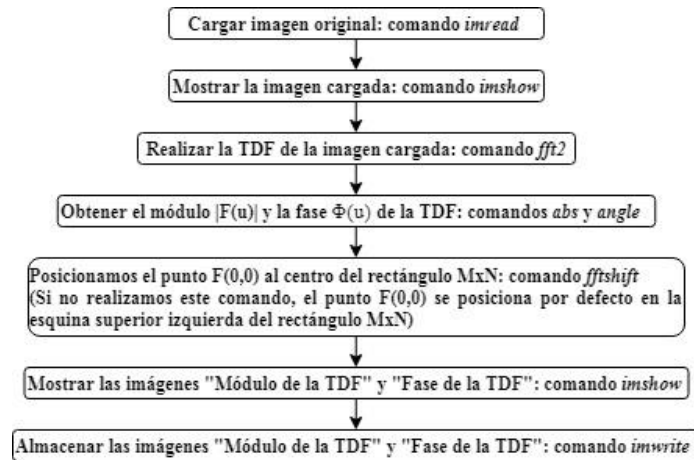 Cargar imagen original: comando imread
Mostrar la imagen cargada: comando imshow
Realizar la TDF de la imagen cargada: comando fft2
Obtener el módulo |F(u)| y la fase Φ(u) de la TDF: comandos abs y angle
Posicionamos el punto F(0,0) al centro del rectángulo MxN: comando fftshift
(Si no realizamos este comando, el punto F(0,0) se posiciona por defecto en la
esquina superior izquierda del rectángulo MxN)
Mostrar las imágenes "Módulo de la TDF" y "Fase de la TDF": comando imshow
Almacenar las imágenes "Módulo de la TDF" y "Fase de la TDF": comando imwrite